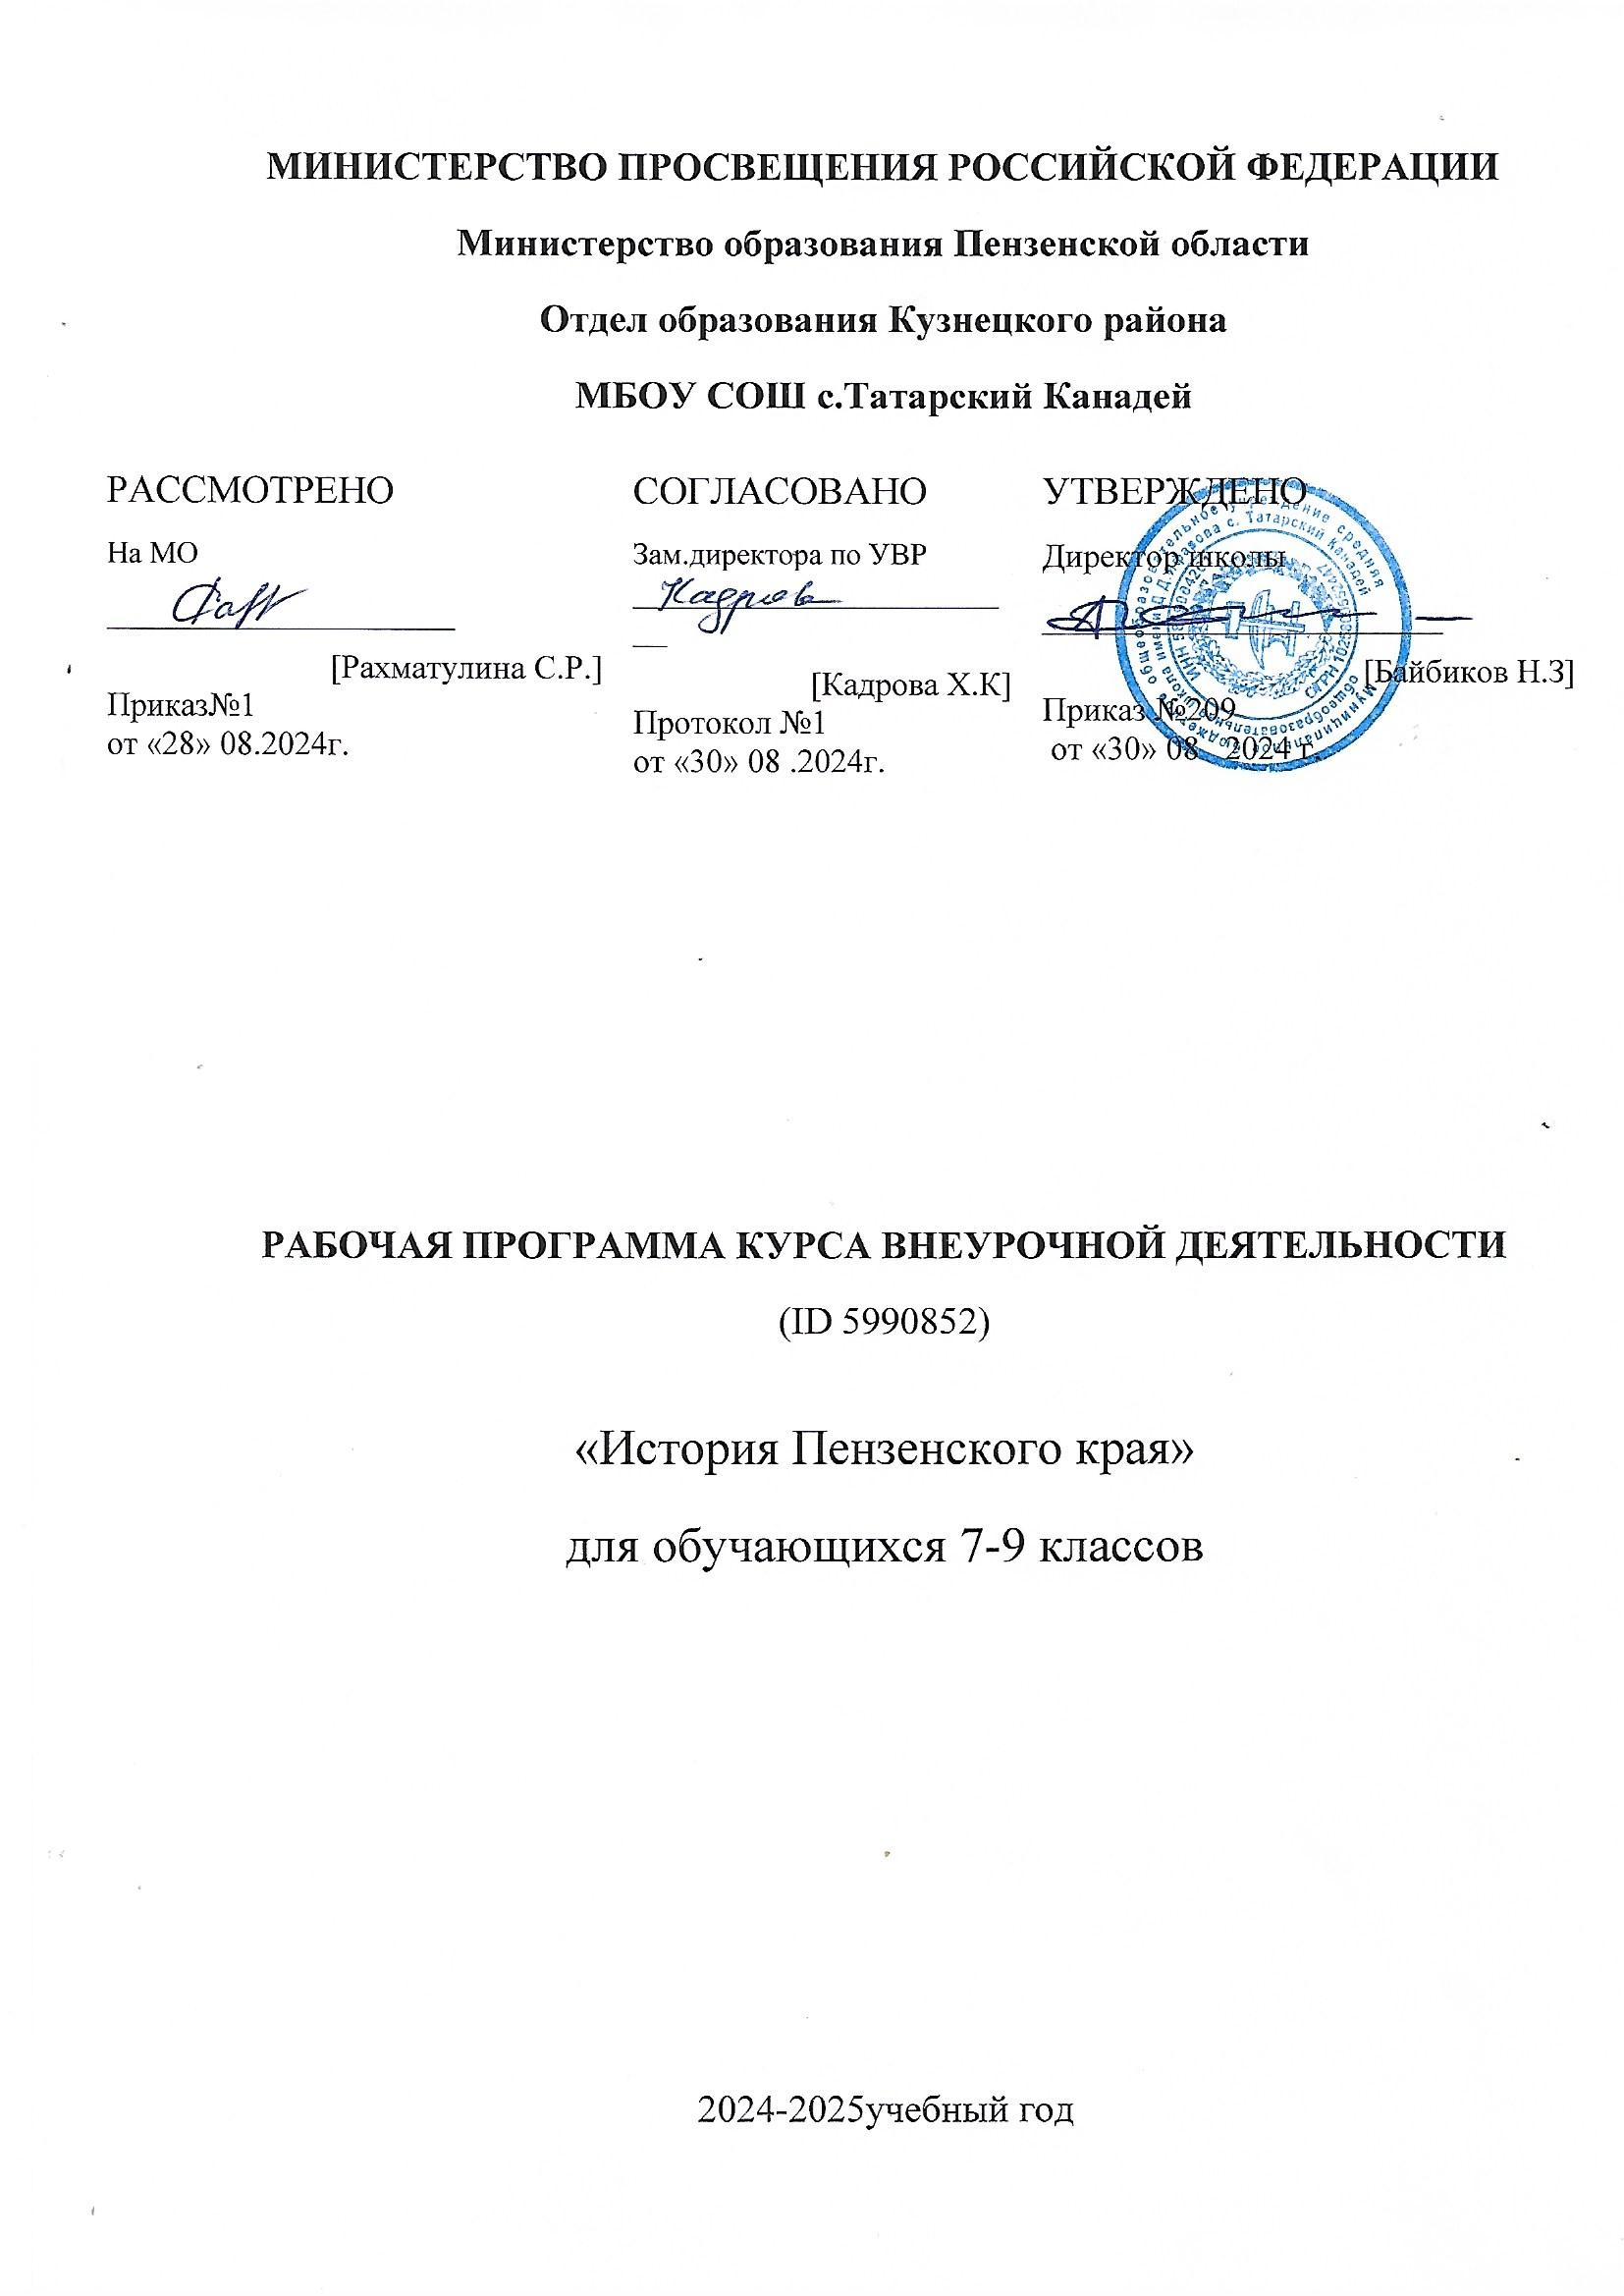 МИНИСТЕРСТВО ПРОСВЕЩЕНИЯ РОССИЙСКОЙ ФЕДЕРАЦИИ
Министерство образования Пензенской области
Отдел образования Кузнецкого района
МБОУ СОШ с.Татарский Канадей
РАССМОТРЕНО
На МО
[Рахматулина С.Р.]
Приказ№1
от «28» 08.2024г.
СОГЛАСОВАНО
Зам.директора по УВР
[Кадрова Х.К]
Протокол №1
от «30» 08 .2024г.
УТВЕРЖДЕНО
Директор школы
[Байбиков Н.З]
Приказ №209
от «30» 08 2024 г.
РАБОЧАЯ ПРОГРАММА КУРСА ВНЕУРОЧНОЙ ДЕЯТЕЛЬНОСТИ
(ID 5990852)
«История Пензенского края»
для обучающихся 7-9 классов
2024-2025учебный год